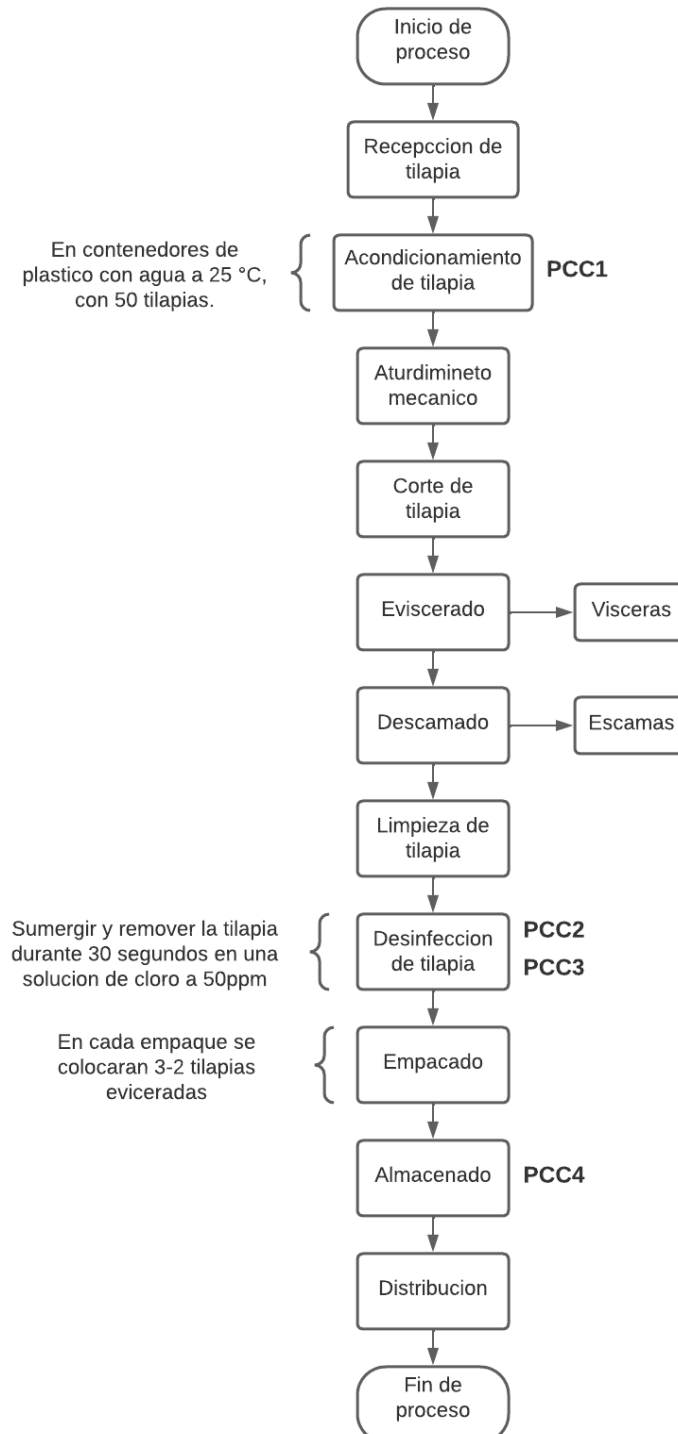 Inicio de
proceso
Recepccion de
tilapia
En contenedores de
plastico con agua a 25 °C,
con 50 tilapias.
Acondicionamiento
de tilapia
PCC1
Aturdimineto
mecanico
Corte de
tilapia
Eviscerado
Visceras
Descamado
Escamas
Limpieza de
tilapia
Sumergir y remover la tilapia
durante 30 segundos en una
solucion de cloro a 50ppm
Desinfeccion
de tilapia
PCC2
PCC3
En cada empaque se
colocaran 3-2 tilapias
eviceradas
Empacado
Almacenado
PCC4
Distribucion
Fin de
proceso